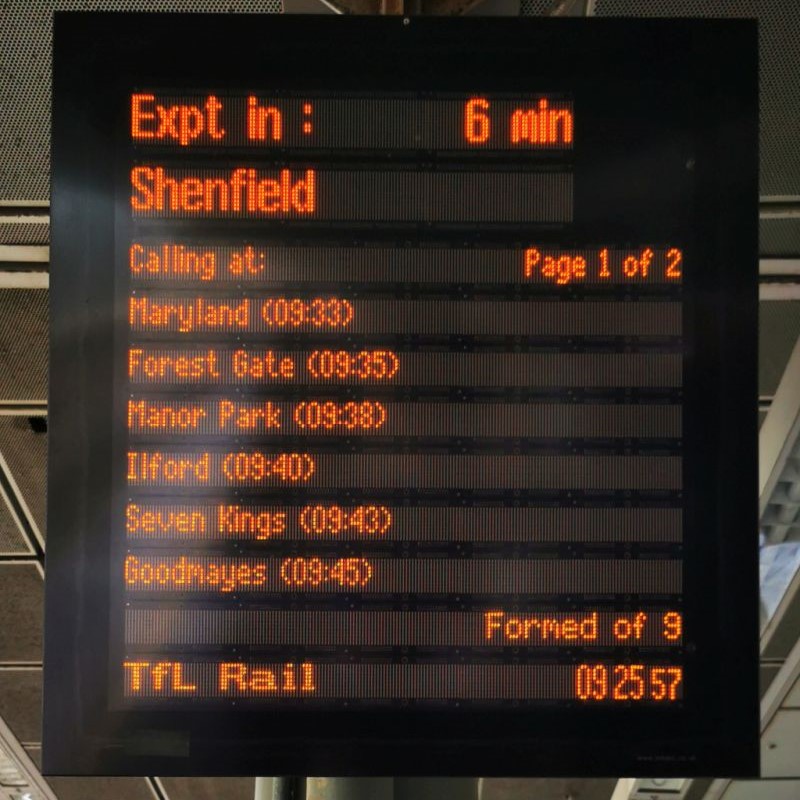 Expt in : 6 min
Shenfield
Calling at: Page 1 of 2
Maryland (09:33)
Forest Gate (09:35)
Manor Park (09:38)
Ilford (09:40)
Seven Kings (09:43)
Goodmayes (09:45)
Formed of 9
TfL Rail 09:25:57